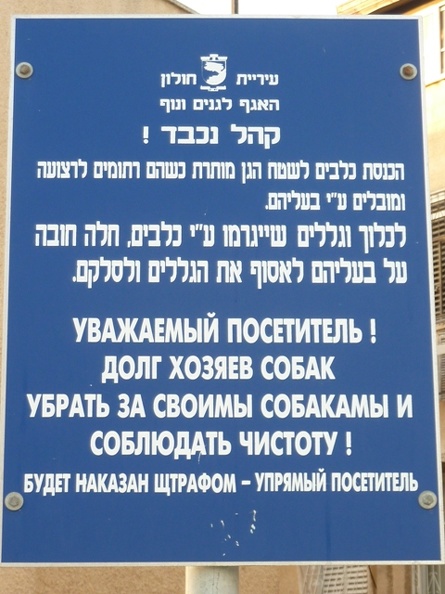 עיריית חולון
האגף לגנים ונוף
קהל נכבד !
הכנסת כלבים לשטח הגן מותרת כשהם רתומים לרצועה
ומובלים ע״י בעליהם.
לכלוך וגללים שייגרמו ע״י כלבים, חלה חובה
על בעליהם לאסוף את הגללים ולסלקם.
УВАЖАЕМЫЙ ПОСЕТИТЕЛЬ !
ДОЛГ ХОЗЯЕВ СОБАК
УБРАТЬ ЗА СВОИМЫ СОБАКАМЫ И
СОБЛЮДАТЬ ЧИСТОТУ !
БУДЕТ НАКАЗАН ЩТРАФОМ – УПРЯМЫЙ ПОСЕТИТЕЛЬ